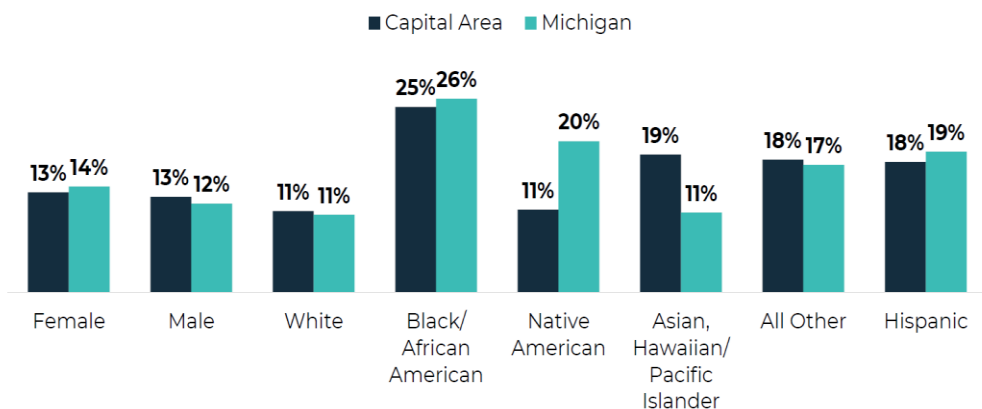 Capital Area Michigan
13% 14% 13% 12% 11% 11% 25% 26% 11% 20% 19% 11% 18% 17% 18% 19%
Female
Male
White
Black/
African
American
Native
American
Asian,
Hawaiian/
Pacific
Islander
All Other
Hispanic